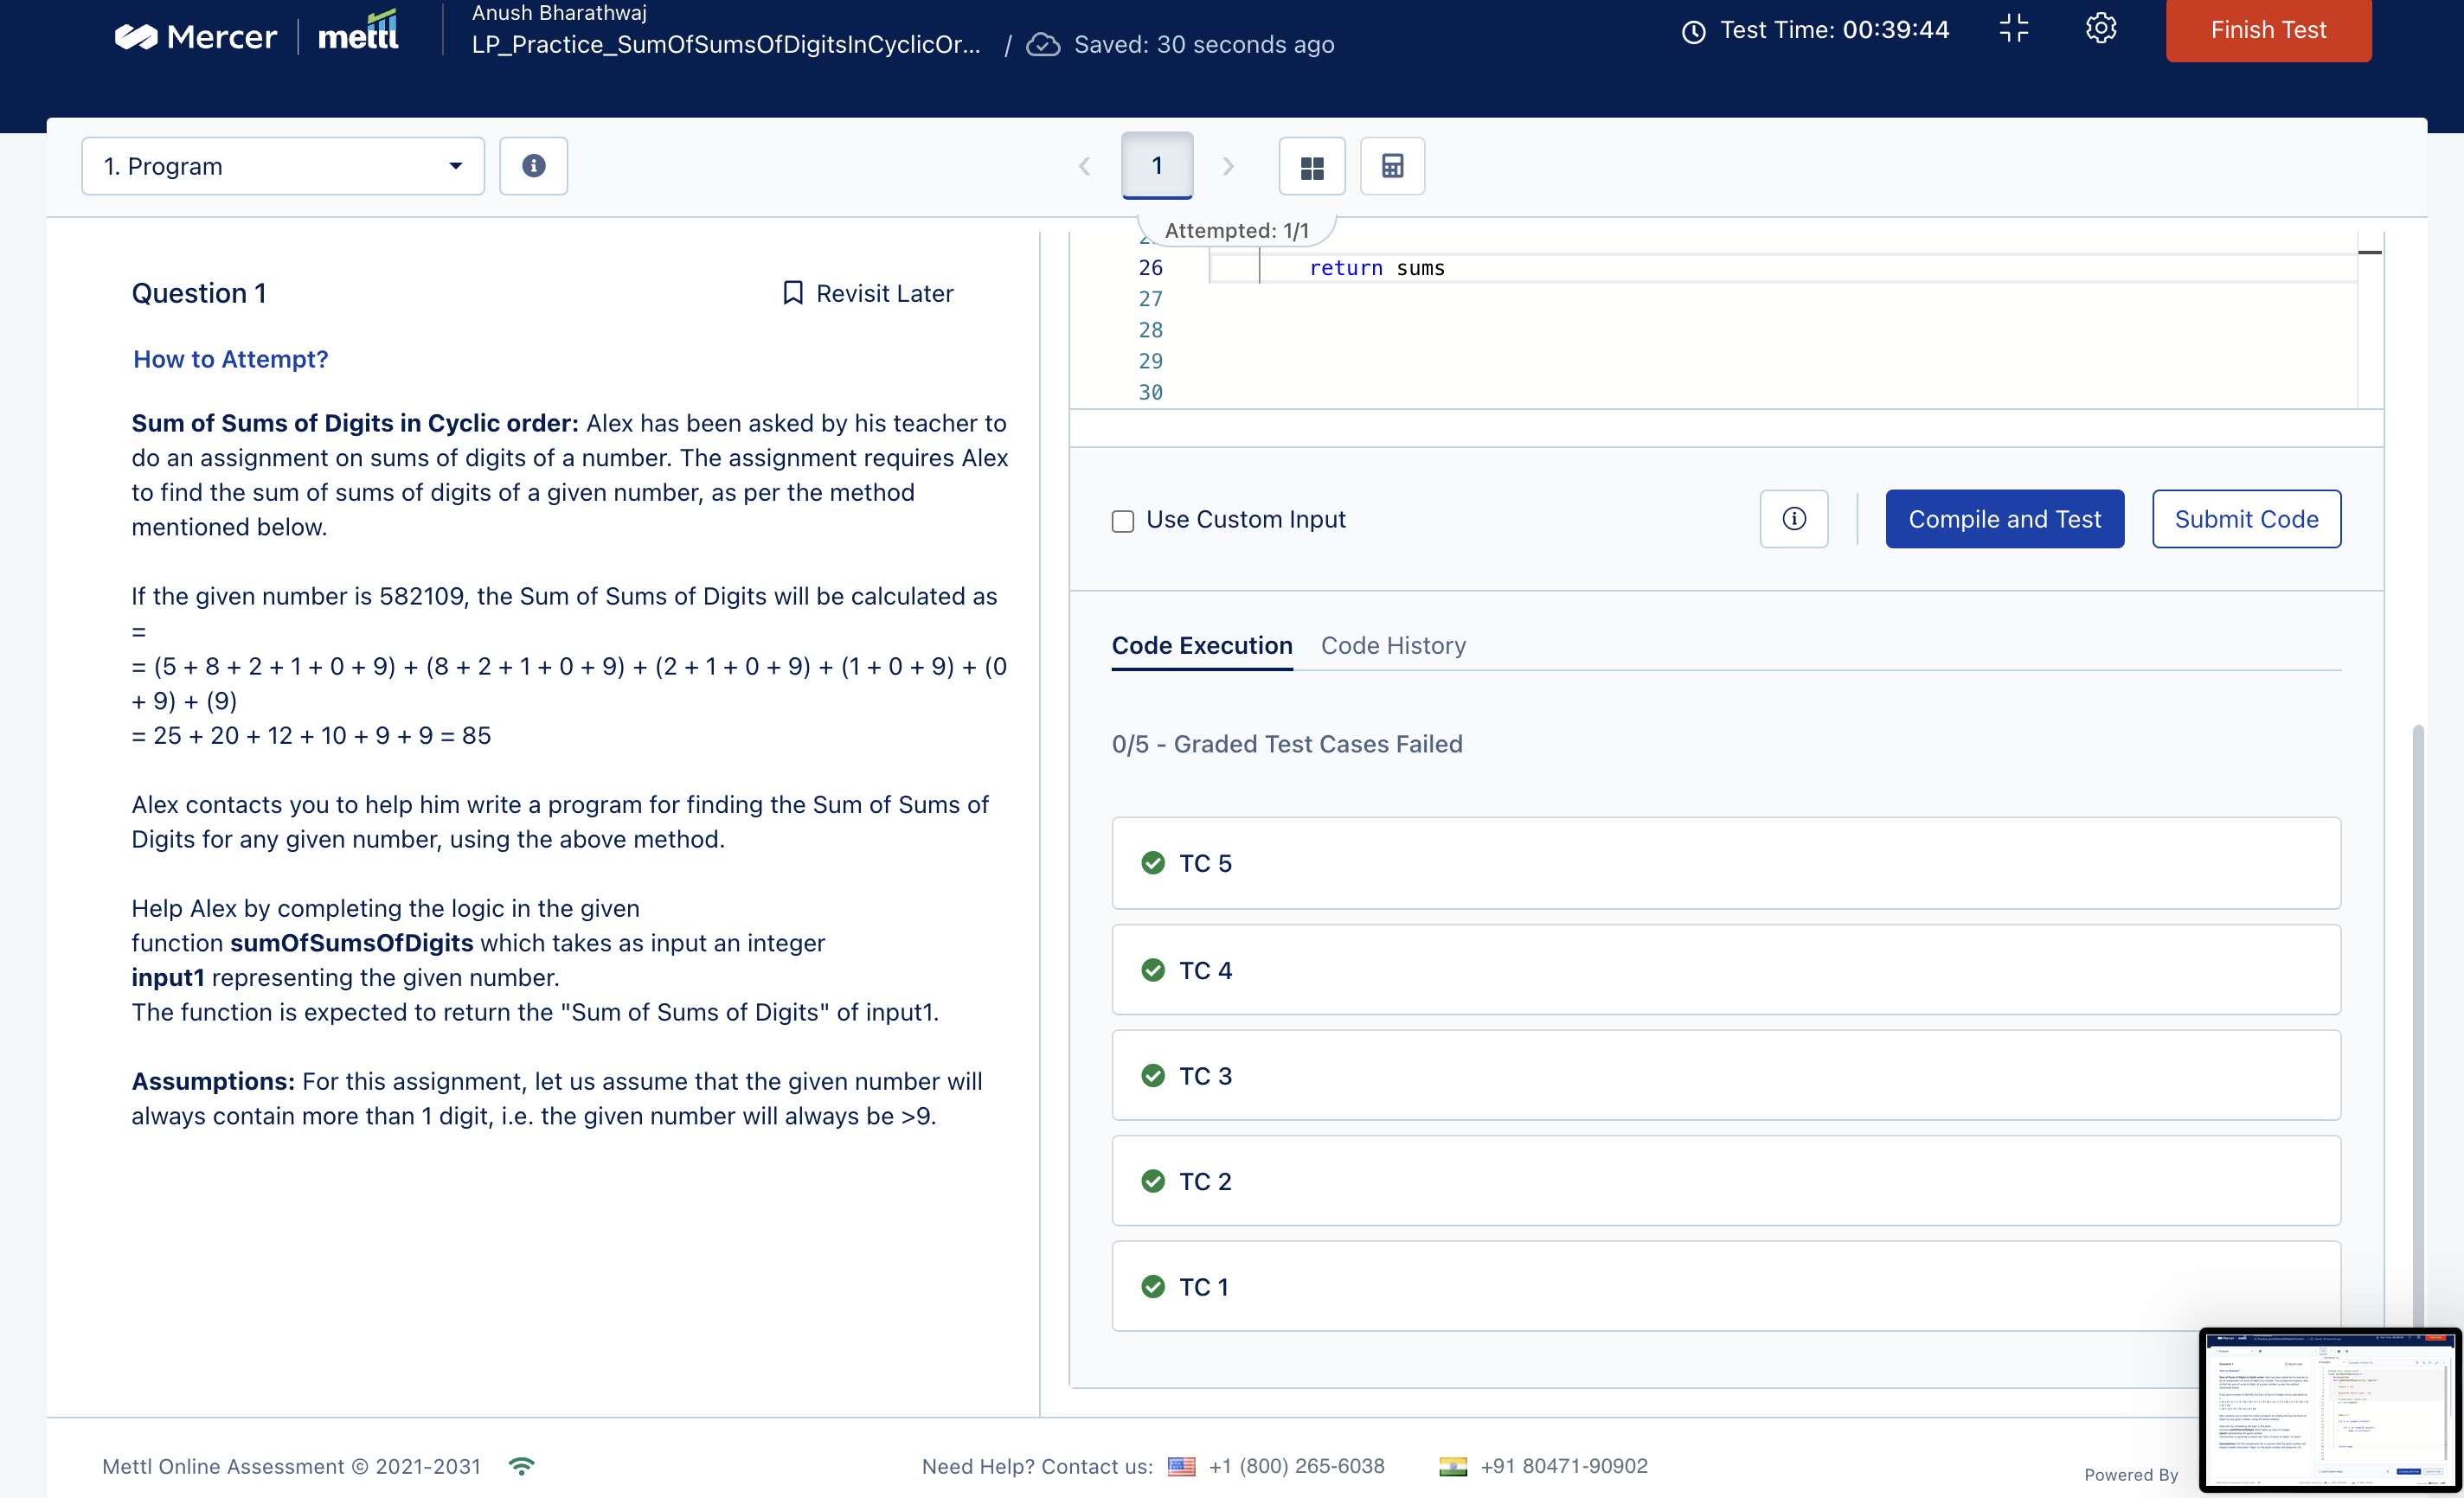 Mercer
mettl
Anush Bharathwaj
LP_Practice_SumOfSumsOfDigitsInCyclicOr...
/
Saved: 30 seconds ago
Test Time: 00:39:44
Finish Test
1. Program
1
Attempted: 1/1
Question 1
Revisit Later
How to Attempt?
Sum of Sums of Digits in Cyclic order: Alex has been asked by his teacher to
do an assignment on sums of digits of a number. The assignment requires Alex
to find the sum of sums of digits of a given number, as per the method
mentioned below.
If the given number is 582109, the Sum of Sums of Digits will be calculated as
=
= (5 + 8 + 2 + 1 + 0 + 9) + (8 + 2 + 1 + 0 + 9) + (2 + 1 + 0 + 9) + (1 + 0 + 9) + (0
+ 9) + (9)
= 25 + 20 + 12 + 10 + 9 + 9 = 85
Alex contacts you to help him write a program for finding the Sum of Sums of
Digits for any given number, using the above method.
Help Alex by completing the logic in the given
function sumOfSumsOfDigits which takes as input an integer
input1 representing the given number.
The function is expected to return the "Sum of Sums of Digits" of input1.
Assumptions: For this assignment, let us assume that the given number will
always contain more than 1 digit, i.e. the given number will always be >9.
26 return sums
27
28
29
30
Use Custom Input
Compile and Test
Submit Code
Code Execution
Code History
0/5 - Graded Test Cases Failed
TC 5
TC 4
TC 3
TC 2
TC 1
Mettl Online Assessment © 2021-2031
Need Help? Contact us:
+1 (800) 265-6038
+91 80471-90902
Powered By